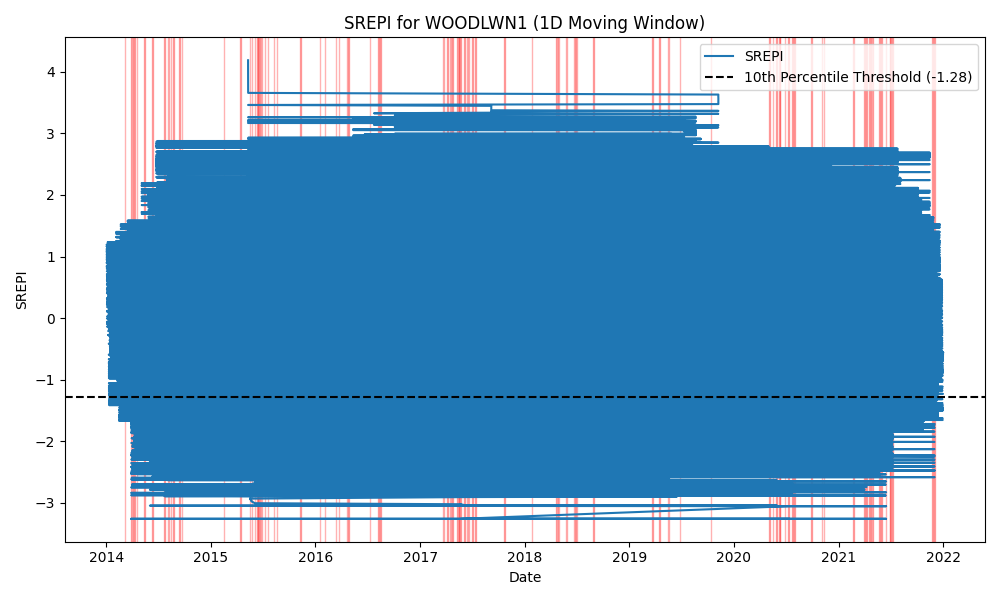 SREPI for WOODLWN1 (1D Moving Window)
SREPI
10th Percentile Threshold (-1.28)
4
3
2
1
0
−1
−2
−3
SREPI
2014 2015 2016 2017 2018 2019 2020 2021 2022
Date